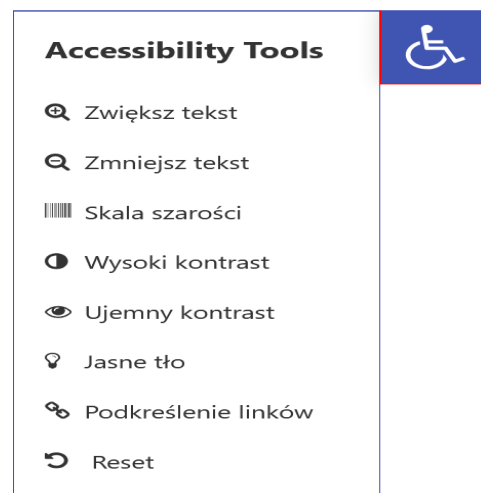 Accessibility Tools
Zwiększ tekst
Zmniejsz tekst
Skala szarości
Wysoki kontrast
Ujemny kontrast
Jasne tło
Podkreślenie linków
Reset